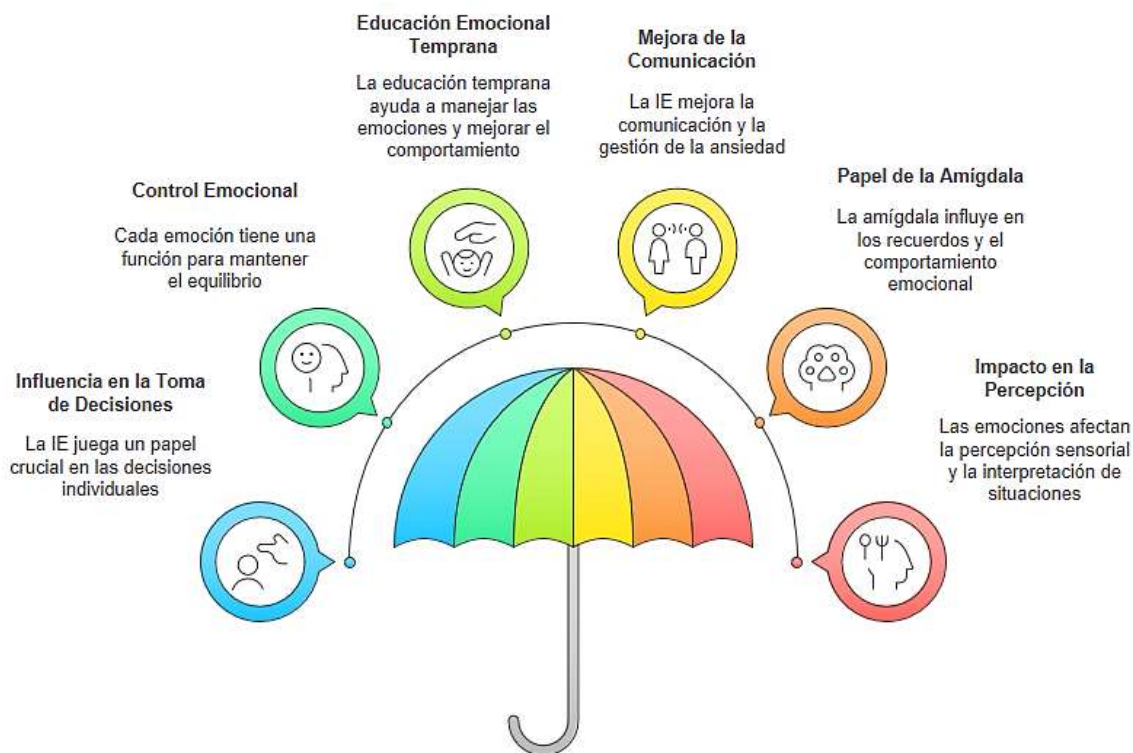 Educación Emocional
Temprana
La educación temprana
ayuda a manejar las
emociones y mejorar el
comportamiento
Mejora de la
Comunicación
La IE mejora la
comunicación y la
gestión de la ansiedad
Control Emocional
Cada emoción tiene una
función para mantener
el equilibrio
Papel de la Amígdala
La amígdala influye en
los recuerdos y el
comportamiento
emocional
Influencia en la Toma
de Decisiones
La IE juega un papel
crucial en las decisiones
individuales
Impacto en la
Percepción
Las emociones afectan
la percepción sensorial
y la interpretación de
situaciones